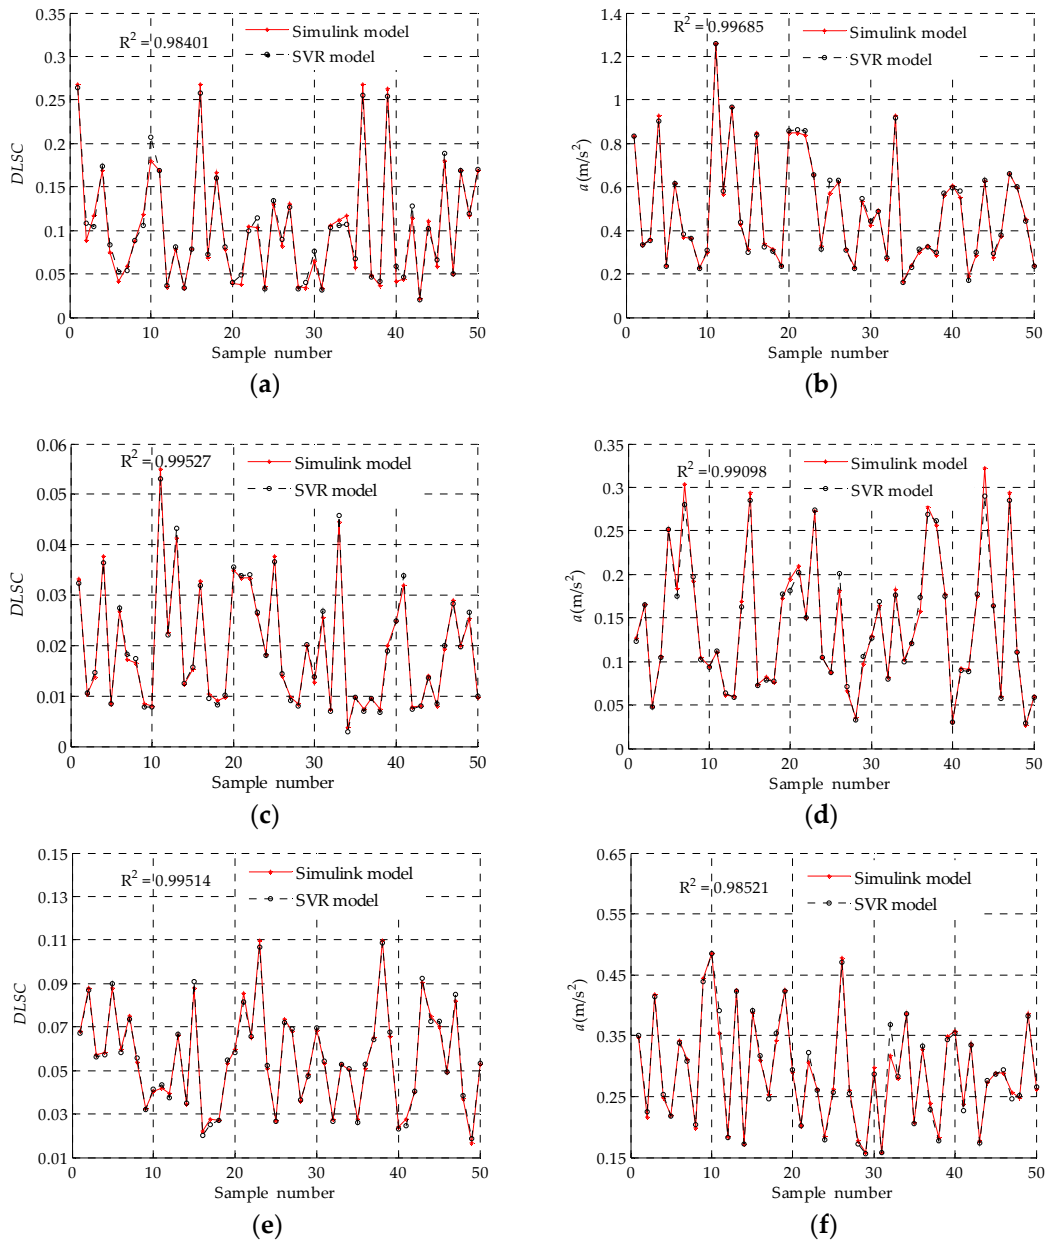 0.35
0.3
0.25
0.2
0.15
0.1
0.05
0
DLSC
R² = 0.98401
Simulink model
SVR model
0 10 20 30 40 50
Sample number
(a)
1.4
1.2
1
0.8
0.6
0.4
0.2
0
a(m/s²)
R² = 0.99685
Simulink model
SVR model
0 10 20 30 40 50
Sample number
(b)
0.06
0.05
0.04
0.03
0.02
0.01
0
DLSC
R² = 0.99527
Simulink model
SVR model
0 10 20 30 40 50
Sample number
(c)
0.35
0.3
0.25
0.2
0.15
0.1
0.05
0
a(m/s²)
R² = 0.99098
Simulink model
SVR model
0 10 20 30 40 50
Sample number
(d)
0.15
0.13
0.11
0.09
0.07
0.05
0.03
0.01
DLSC
R² = 0.99514
Simulink model
SVR model
0 10 20 30 40 50
Sample number
(e)
0.65
0.55
0.45
0.35
0.25
0.15
a(m/s²)
R² = 0.98521
Simulink model
SVR model
0 10 20 30 40 50
Sample number
(f)